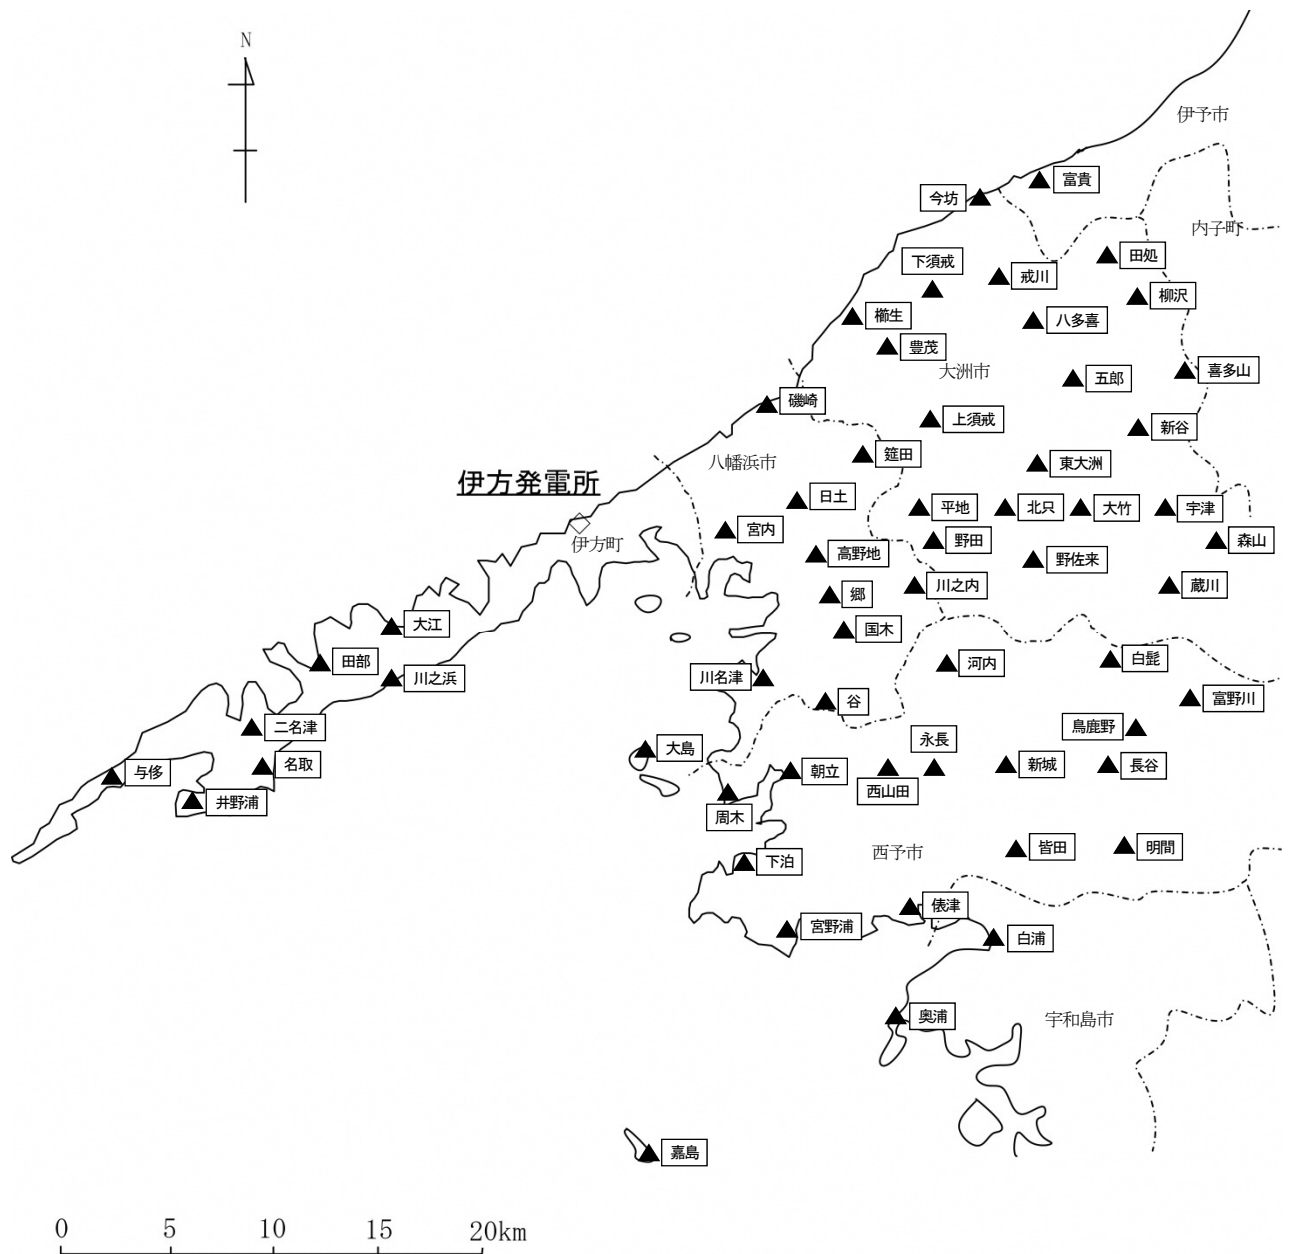 N
伊予市
富貴
今坊
内子町
田処
下須戒
戒川
柳沢
櫛生
八多喜
豊茂
大洲市
喜多山
五郎
磯崎
上須戒
新谷
筵田
八幡浜市
東大洲
伊方発電所
日土
平地
北只
大竹
宇津
宮内
伊方町
高野地
野田
森山
野佐来
郷
川之内
蔵川
大江
国木
田部
川之浜
川名津
河内
白髭
谷
富野川
二名津
鳥鹿野
大島
永長
与侈
名取
朝立
新城
長谷
西山田
井野浦
周木
皆田
明間
下泊
西予市
俵津
宮野浦
白浦
奥浦
宇和島市
嘉島
0 5 10 15 20km